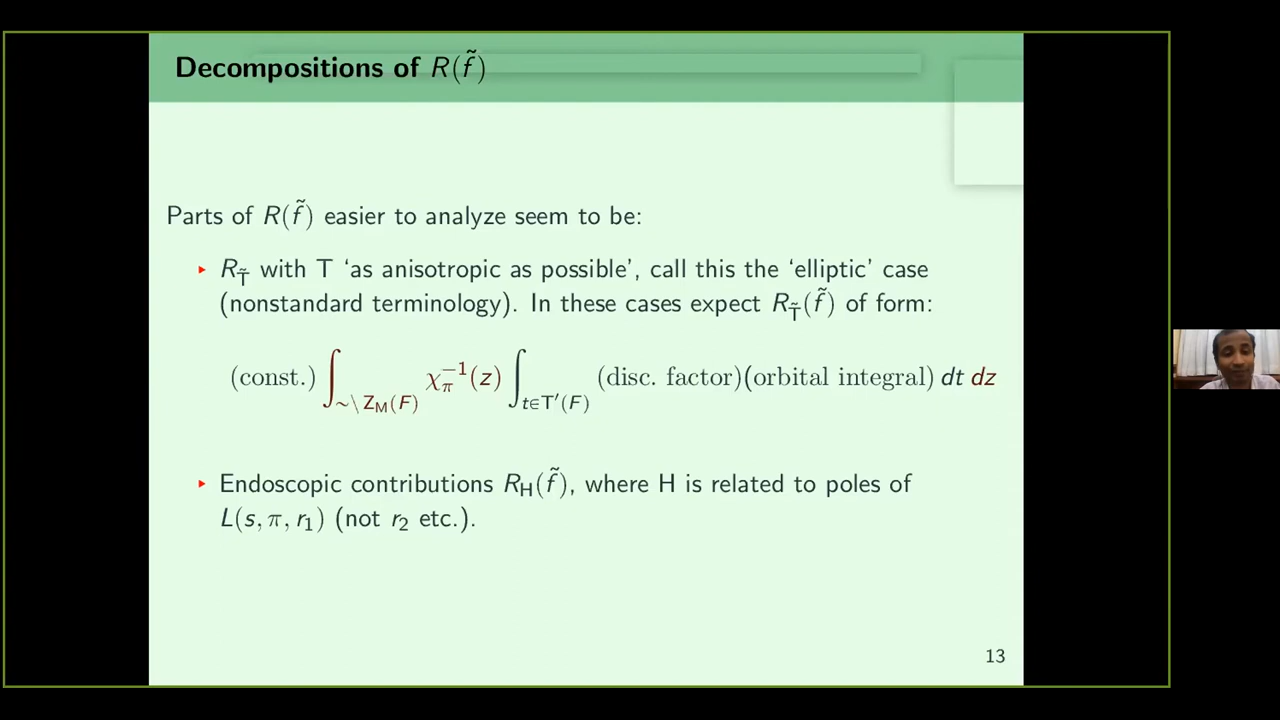 Decompositions of R(f̃)
Parts of R(f̃) easier to analyze seem to be:
▸ R_T̃ with T ‘as anisotropic as possible’, call this the ‘elliptic’ case
(nonstandard terminology). In these cases expect R_T̃(f̃) of form:
(const.) ∫_{∼\Z_M(F)} χ_π^{−1}(z) ∫_{t∈T′(F)} (disc. factor)(orbital integral) dt dz
▸ Endoscopic contributions R_H(f̃), where H is related to poles of
L(s, π, r₁) (not r₂ etc.).
13